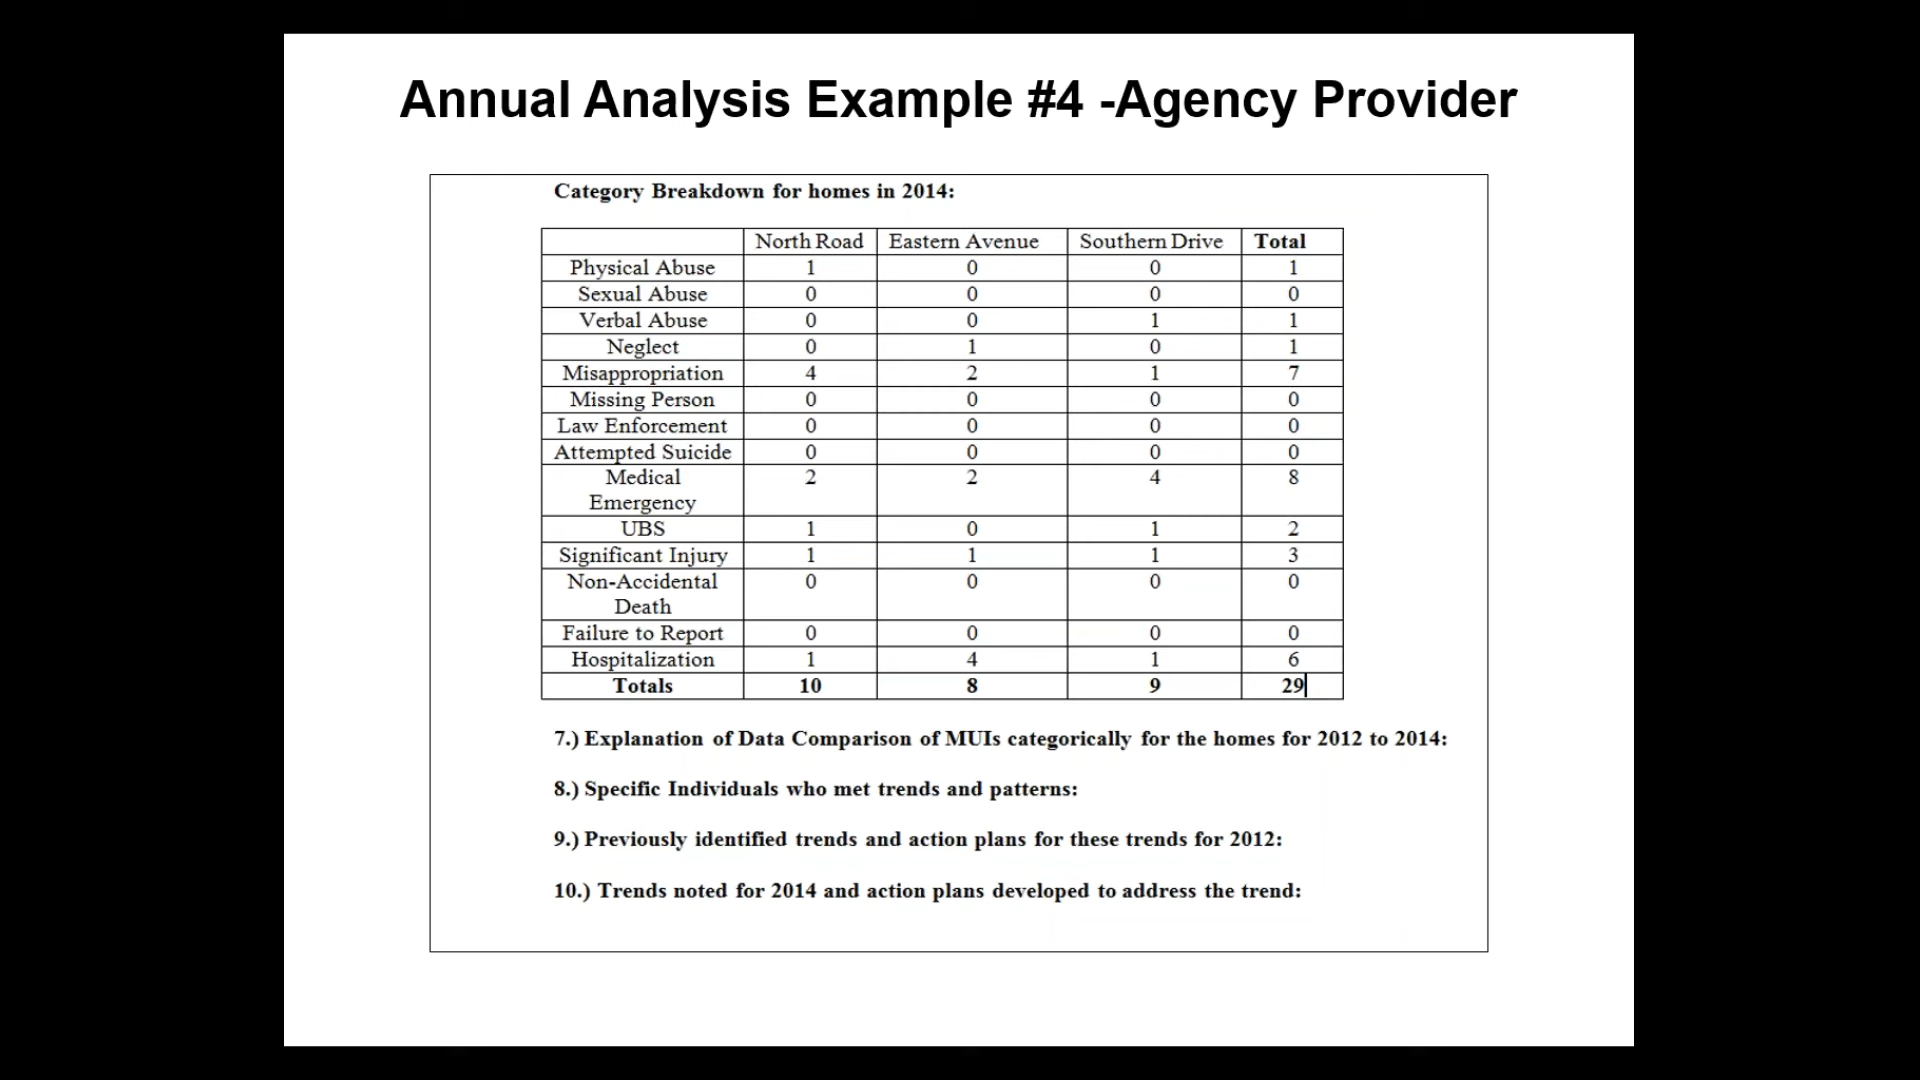 Annual Analysis Example #4 -Agency Provider
Category Breakdown for homes in 2014:
North Road Eastern Avenue Southern Drive Total
Physical Abuse 1 0 0 1
Sexual Abuse 0 0 0 0
Verbal Abuse 0 0 1 1
Neglect 0 1 0 1
Misappropriation 4 2 1 7
Missing Person 0 0 0 0
Law Enforcement 0 0 0 0
Attempted Suicide 0 0 0 0
Medical 2 2 4 8
Emergency
UBS 1 0 1 2
Significant Injury 1 1 1 3
Non-Accidental 0 0 0 0
Death
Failure to Report 0 0 0 0
Hospitalization 1 4 1 6
Totals 10 8 9 29
7.) Explanation of Data Comparison of MUIs categorically for the homes for 2012 to 2014:
8.) Specific Individuals who met trends and patterns:
9.) Previously identified trends and action plans for these trends for 2012:
10.) Trends noted for 2014 and action plans developed to address the trend: